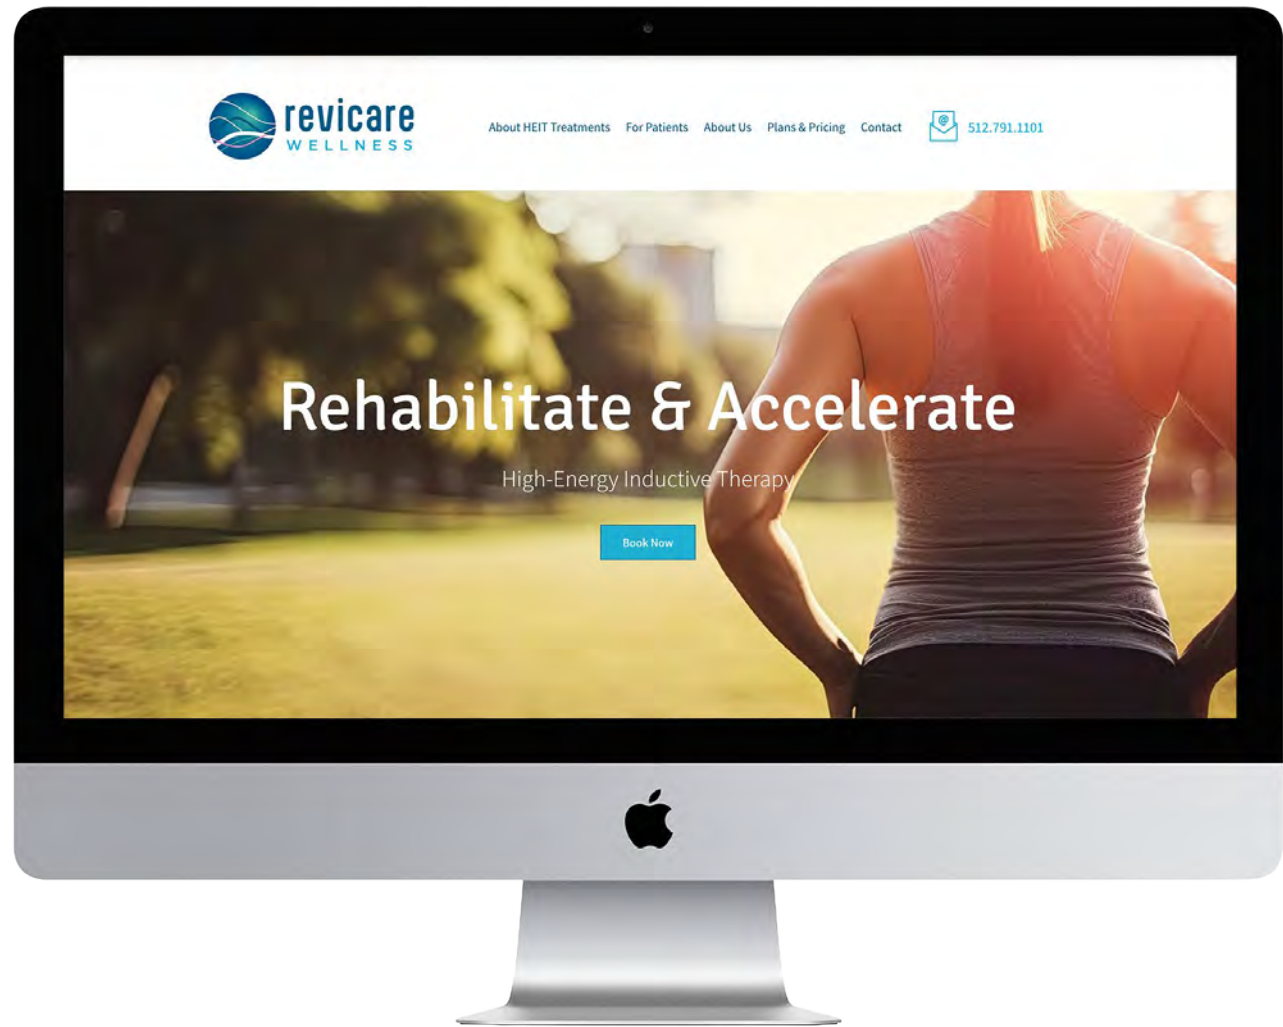 revicare
WELLNESS
About HEIT Treatments For Patients About Us Plans & Pricing Contact @ 512.791.1101
Rehabilitate & Accelerate
High-Energy Inductive Therapy
Book Now